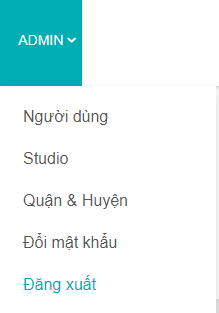 ADMIN
Người dùng
Studio
Quận & Huyện
Đổi mật khẩu
Đăng xuất